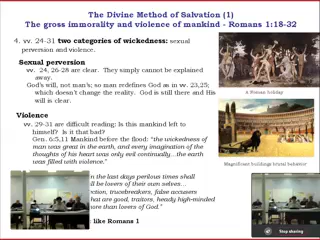 The Divine Method of Salvation (1)
The gross immorality and violence of mankind - Romans 1:18-32
4. vv. 24-31 two categories of wickedness: sexual
perversion and violence.
Sexual perversion
vv. 24, 26-28 are clear. They simply cannot be explained
away.
God's will, not man's; so man redefines God as in vv. 23,25;
which doesn't change the reality. God is still there and His
will is clear.
A Roman holiday
Violence
vv. 29-31 are difficult reading: Is this mankind left to
himself? Is it that bad?
Gen. 6:5,11 Mankind before the flood: "the wickedness of
man was great in the earth, and every imagination of the
thoughts of his heart was only evil continually...the earth
was filled with violence."
Magnificent buildings brutal behavior
n the last days perilous times shall
ll be lovers of their own selves...
ction, trucebreakers, false accusers
hat are good, traitors, heady high-minded
more than lovers of God."
like Romans 1
Stop sharing